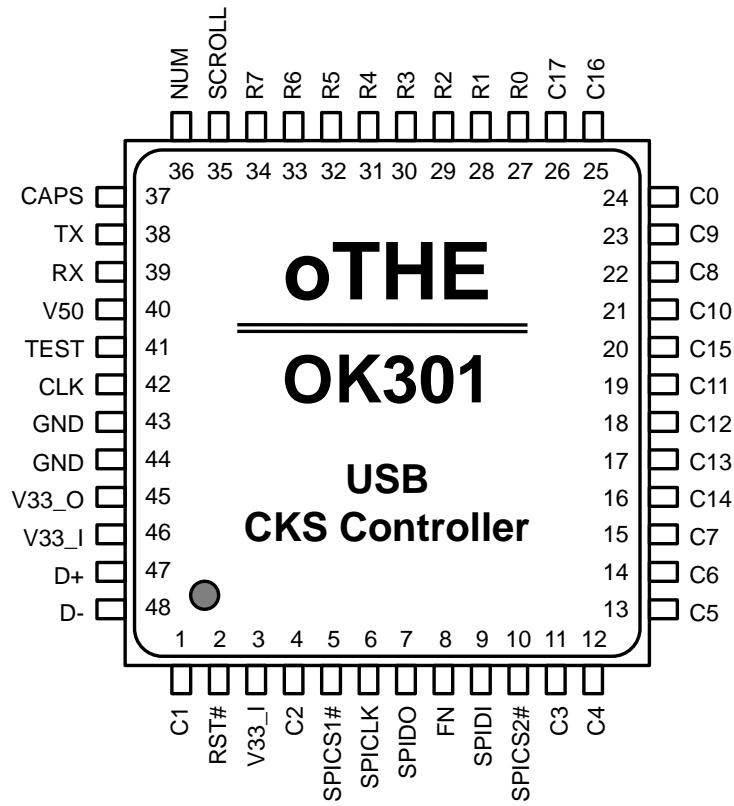 NUM SCROLL R7 R6 R5 R4 R3 R2 R1 R0 C17 C16
36 35 34 33 32 31 30 29 28 27 26 25
CAPS 37 24 C0
TX 38 23 C9
RX 39 22 C8
V50 40 21 C10
TEST 41 20 C15
CLK 42 19 C11
GND 43 18 C12
GND 44 17 C13
V33_O 45 16 C14
V33_I 46 15 C7
D+ 47 14 C6
D- 48 13 C5
oTHE
OK301
USB
CKS Controller
1 2 3 4 5 6 7 8 9 10 11 12
C1 RST# V33_I C2 SPICS1# SPICLK SPIDO FN SPIDI SPICS2# C3 C4